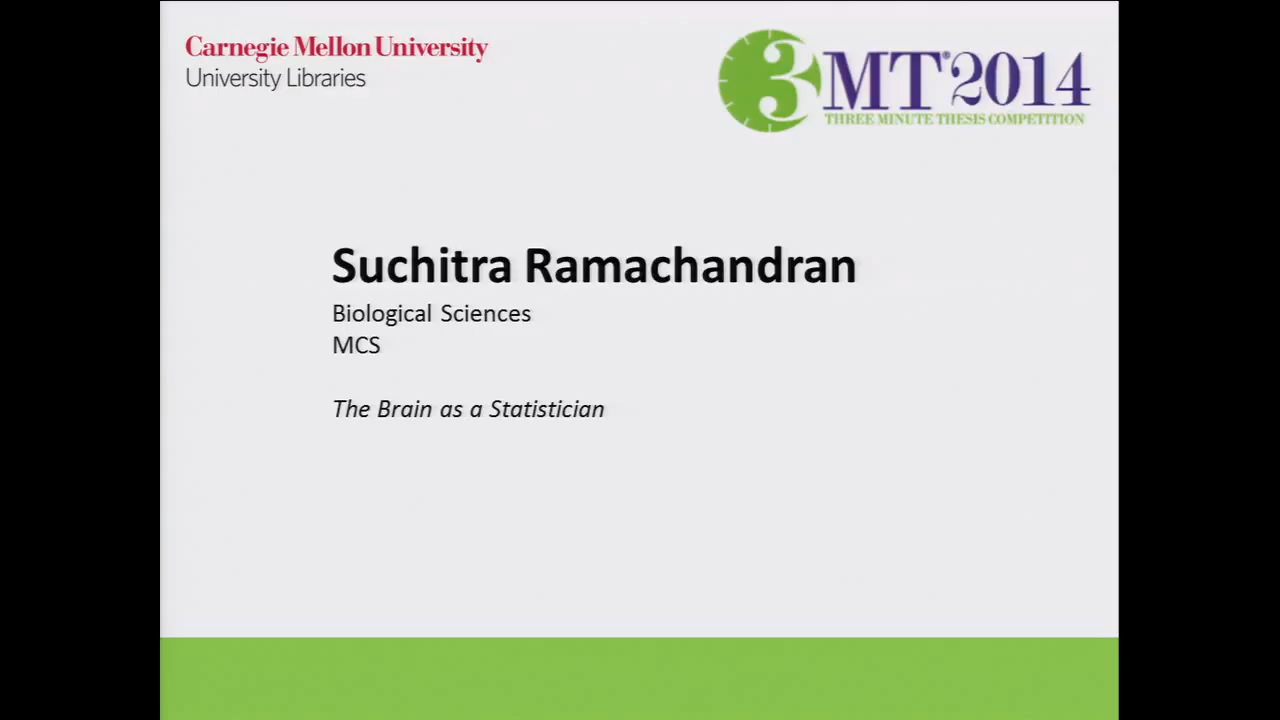 Carnegie Mellon University
University Libraries
3MT® 2014
THREE MINUTE THESIS COMPETITION
Suchitra Ramachandran
Biological Sciences
MCS
The Brain as a Statistician